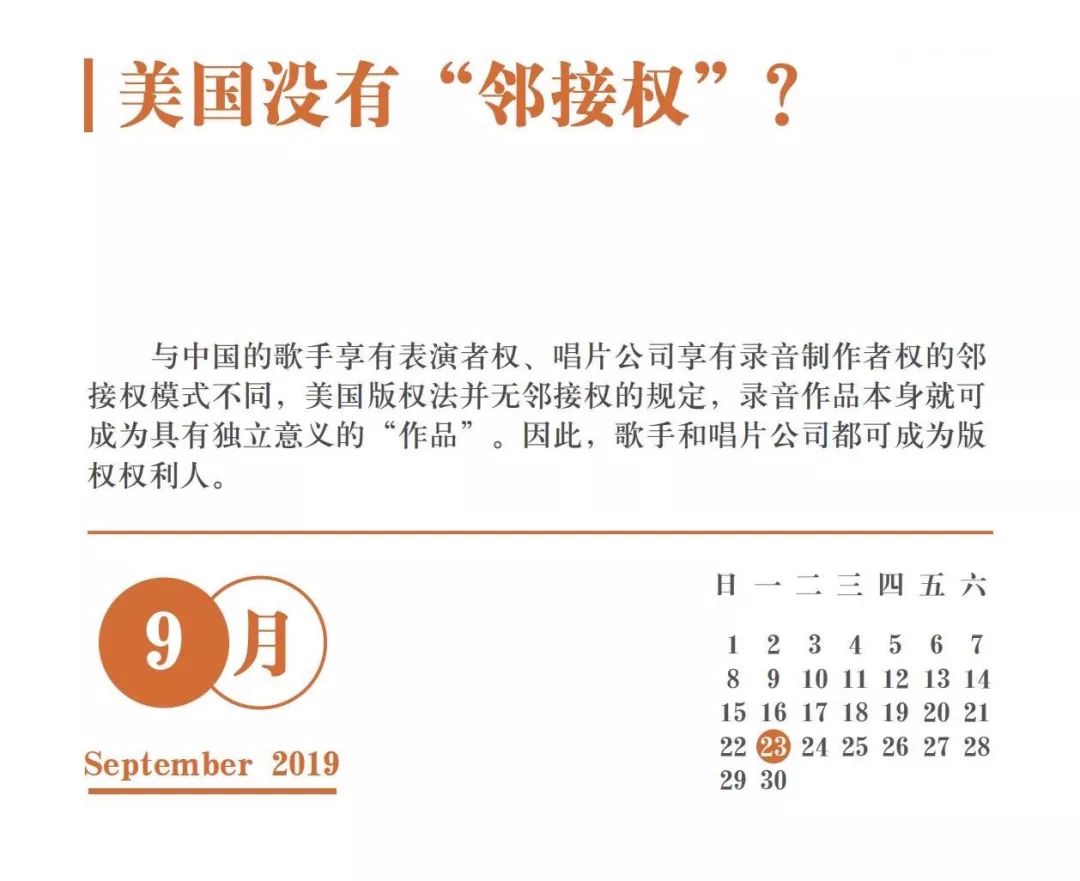 美国没有“邻接权”？
与中国的歌手享有表演者权、唱片公司享有录音制作者权的邻
接权模式不同，美国版权法并无邻接权的规定，录音作品本身就可
成为具有独立意义的“作品”。因此，歌手和唱片公司都可成为版
权权利人。
9月
September 2019
日 一 二 三 四 五 六
1 2 3 4 5 6 7
8 9 10 11 12 13 14
15 16 17 18 19 20 21
22 23 24 25 26 27 28
29 30